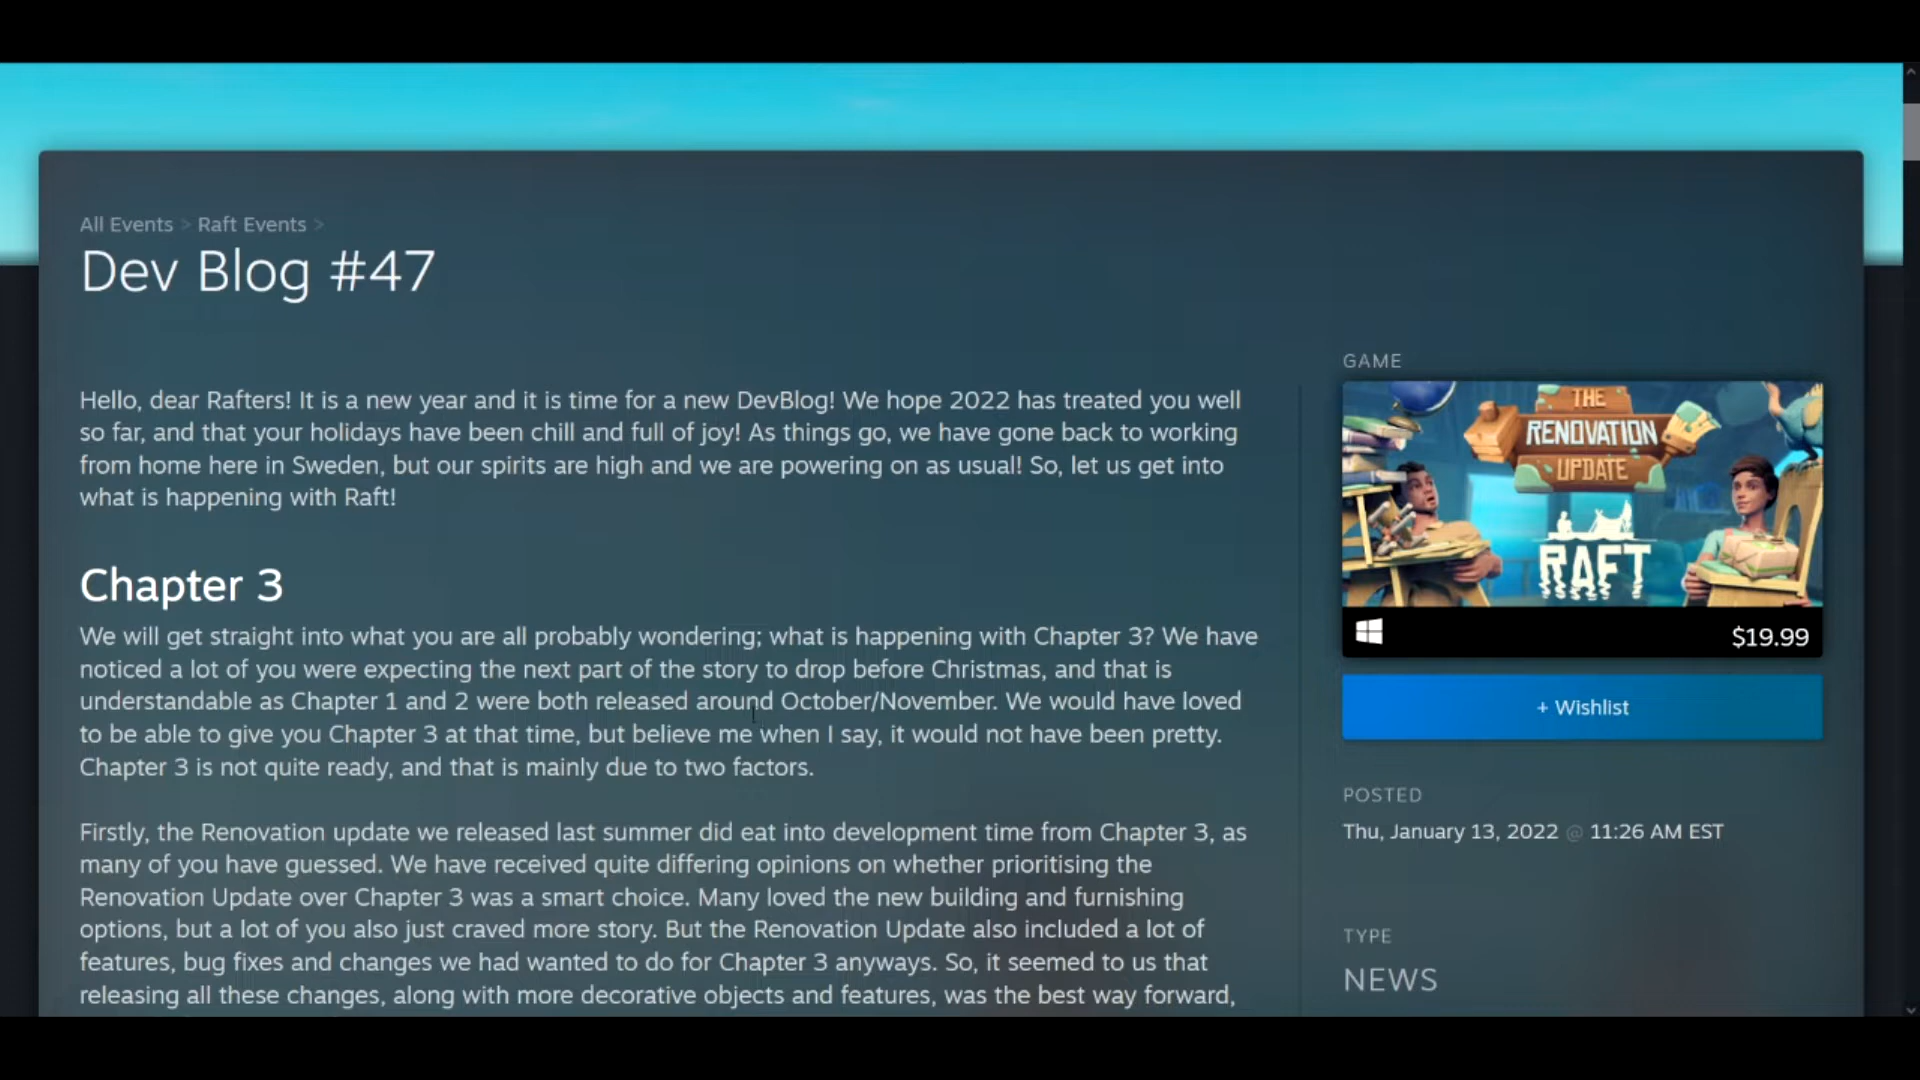 All Events > Raft Events >
Dev Blog #47
Hello, dear Rafters! It is a new year and it is time for a new DevBlog! We hope 2022 has treated you well
so far, and that your holidays have been chill and full of joy! As things go, we have gone back to working
from home here in Sweden, but our spirits are high and we are powering on as usual! So, let us get into
what is happening with Raft!
Chapter 3
We will get straight into what you are all probably wondering; what is happening with Chapter 3? We have
noticed a lot of you were expecting the next part of the story to drop before Christmas, and that is
understandable as Chapter 1 and 2 were both released around October/November. We would have loved
to be able to give you Chapter 3 at that time, but believe me when I say, it would not have been pretty.
Chapter 3 is not quite ready, and that is mainly due to two factors.
Firstly, the Renovation update we released last summer did eat into development time from Chapter 3, as
many of you have guessed. We have received quite differing opinions on whether prioritising the
Renovation Update over Chapter 3 was a smart choice. Many loved the new building and furnishing
options, but a lot of you also just craved more story. But the Renovation Update also included a lot of
features, bug fixes and changes we had wanted to do for Chapter 3 anyways. So, it seemed to us that
releasing all these changes, along with more decorative objects and features, was the best way forward,
GAME
THE
RENOVATION
UPDATE
RAFT
$19.99
+ Wishlist
POSTED
Thu, January 13, 2022 @ 11:26 AM EST
TYPE
NEWS